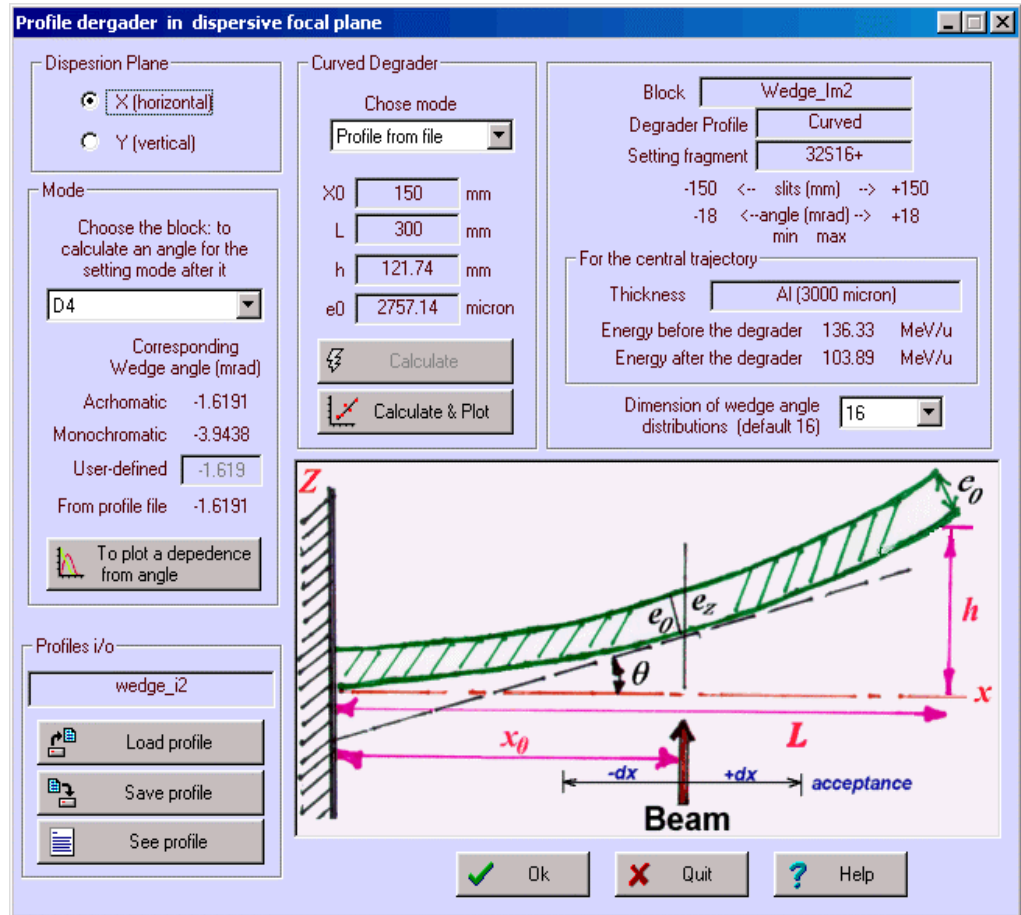 Profile dergader in dispersive focal plane
Dispesrion Plane
X (horizontal)
Y (vertical)
Mode
Choose the block: to
calculate an angle for the
setting mode after it
D4
Corresponding
Wedge angle (mrad)
Acrhomatic -1.6191
Monochromatic -3.9438
User-defined -1.619
From profile file -1.6191
To plot a depedence
from angle
Profiles i/o
wedge_i2
Load profile
Save profile
See profile
Curved Degrader
Chose mode
Profile from file
X0 150 mm
L 300 mm
h 121.74 mm
e0 2757.14 micron
Calculate
Calculate & Plot
Block Wedge_Im2
Degrader Profile Curved
Setting fragment 32S16+
-150 <-- slits (mm) --> +150
-18 <--angle (mrad) --> +18
min max
For the central trajectory
Thickness Al (3000 micron)
Energy before the degrader 136.33 MeV/u
Energy after the degrader 103.89 MeV/u
Dimension of wedge angle
distributions (default 16)
16
Z
e0
e0 ez
h
θ
x
L
x0
-dx +dx acceptance
Beam
Ok
Quit
Help